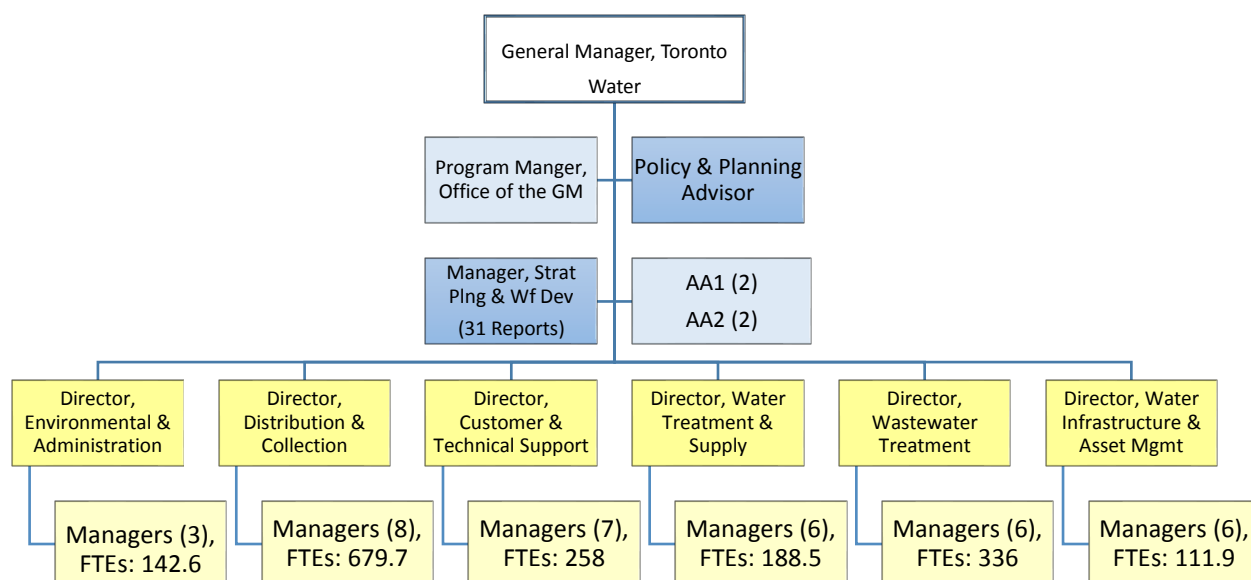 General Manager, Toronto
Water
Program Manger,
Office of the GM
Policy & Planning
Advisor
Manager, Strat
Plng & Wf Dev
(31 Reports)
AA1 (2)
AA2 (2)
Director,
Environmental &
Administration
Director,
Distribution &
Collection
Director,
Customer &
Technical Support
Director, Water
Treatment &
Supply
Director,
Wastewater
Treatment
Director, Water
Infrastructure &
Asset Mgmt
Managers (3),
FTEs: 142.6
Managers (8),
FTEs: 679.7
Managers (7),
FTEs: 258
Managers (6),
FTEs: 188.5
Managers (6),
FTEs: 336
Managers (6),
FTEs: 111.9